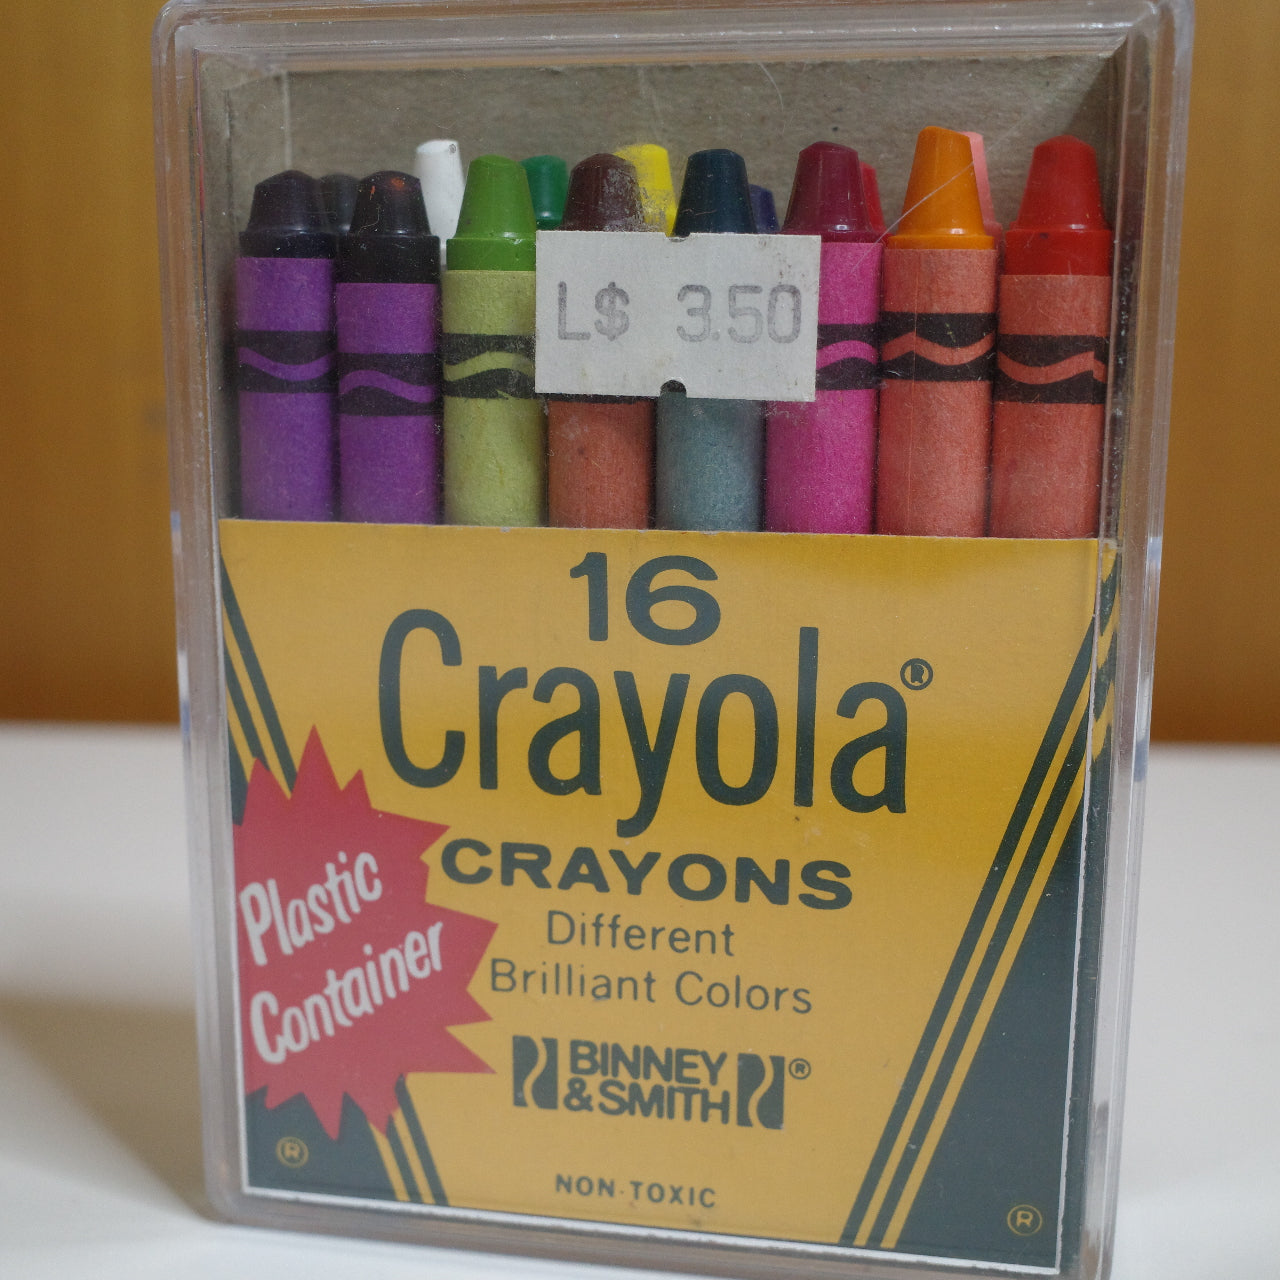 L$ 3.50
16
Crayola®
CRAYONS
Different
Brilliant Colors
Plastic
Container
BINNEY
& SMITH ®
NON-TOXIC
®
®